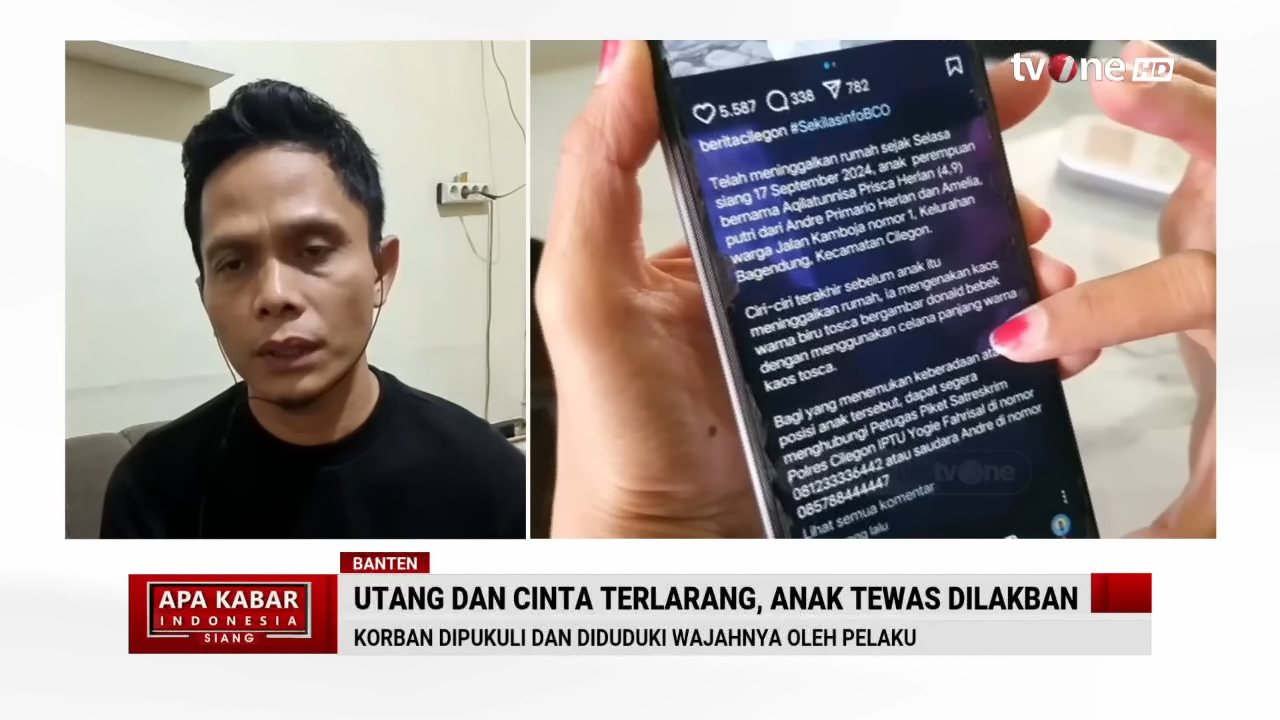 tvOne HD
5.587 338 782
beritacilegon #SekilasinfoBCO
Telah meninggalkan rumah sejak Selasa
siang 17 September 2024, anak perempuan
bernama Aqilatunnisa Prisca Herlan (4,9)
putri dari Andre Primario Herlan dan Amelia,
warga Jalan Kamboja nomor 1, Kelurahan
Bagendung, Kecamatan Cilegon.
Ciri-ciri terakhir sebelum anak itu
meninggalkan rumah, ia mengenakan kaos
warna biru tosca bergambar donald bebek
dengan menggunakan celana panjang warna
kaos tosca.
Bagi yang menemukan keberadaan ata
posisi anak tersebut, dapat segera
menghubungi Petugas Piket Satreskrim
Polres Cilegon IPTU Yogie Fahrisal di nomor
081233336442 atau saudara Andre di nomor
085788444447
Lihat semua komentar
lalu
tvOne
BANTEN
APA KABAR
INDONESIA
SIANG
UTANG DAN CINTA TERLARANG, ANAK TEWAS DILAKBAN
KORBAN DIPUKULI DAN DIDUDUKI WAJAHNYA OLEH PELAKU